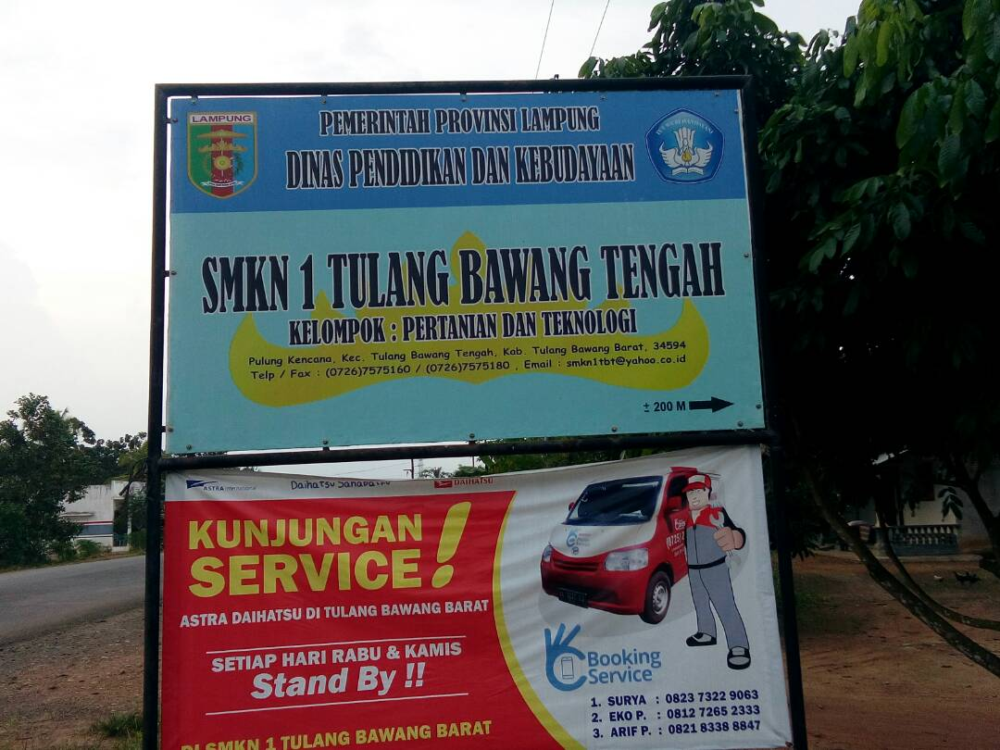 LAMPUNG
PEMERINTAH PROVINSI LAMPUNG
DINAS PENDIDIKAN DAN KEBUDAYAAN
TUT WURI HANDAYANI
SMKN 1 TULANG BAWANG TENGAH
KELOMPOK : PERTANIAN DAN TEKNOLOGI
Pulung Kencana, Kec. Tulang Bawang Tengah, Kab. Tulang Bawang Barat, 34594
Telp / Fax : (0726)7575160 / (0726)7575180 , Email : smkn1tbt@yahoo.co.id
± 200 M
ASTRA international
Daihatsu Sahabatku
DAIHATSU
KUNJUNGAN
SERVICE!
ASTRA DAIHATSU DI TULANG BAWANG BARAT
SETIAP HARI RABU & KAMIS
Stand By !!
DI SMKN 1 TULANG BAWANG BARAT
Booking
Service
1. SURYA : 0823 7322 9063
2. EKO P. : 0812 7265 2333
3. ARIF P. : 0821 8338 8847